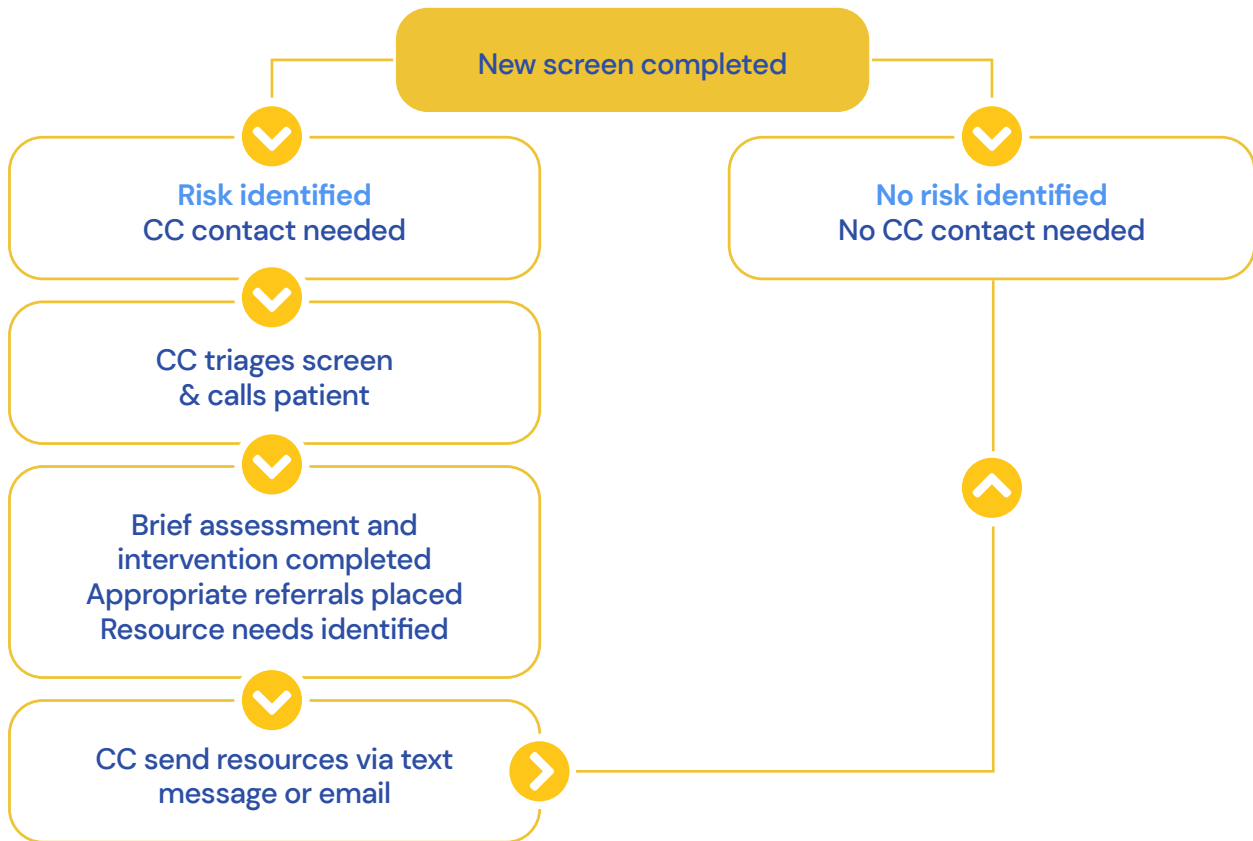 New screen completed
Risk identified
CC contact needed
No risk identified
No CC contact needed
CC triages screen
& calls patient
Brief assessment and
intervention completed
Appropriate referrals placed
Resource needs identified
CC send resources via text
message or email